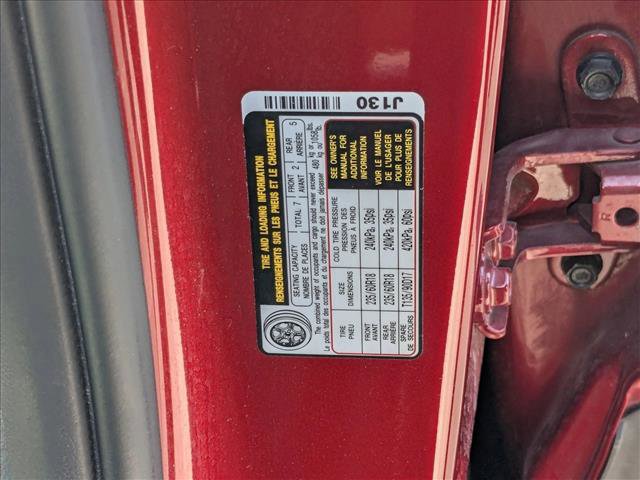 J130
TIRE AND LOADING INFORMATION
RENSEIGNEMENTS SUR LES PNEUS ET LE CHARGEMENT
SEATING CAPACITY
NOMBRE DE PLACES
TOTAL 7
FRONT
AVANT
2
REAR
ARRIÈRE
5
The combined weight of occupants and cargo should never exceed 480 kg or 1058 lbs.
Le poids total des occupants et du chargement ne doit jamais dépasser 480 kg ou 1058 lb.
TIRE
PNEU
SIZE
DIMENSIONS
COLD TIRE PRESSURE
PRESSION DES
PNEUS À FROID
SEE OWNER'S
MANUAL FOR
ADDITIONAL
INFORMATION
VOIR LE MANUEL
DE L'USAGER
POUR PLUS DE
RENSEIGNEMENTS
FRONT
AVANT
235/60R18
240kPa, 35psi
REAR
ARRIÈRE
235/60R18
240kPa, 35psi
SPARE
DE SECOURS
T135/90D17
420kPa, 60psi
R